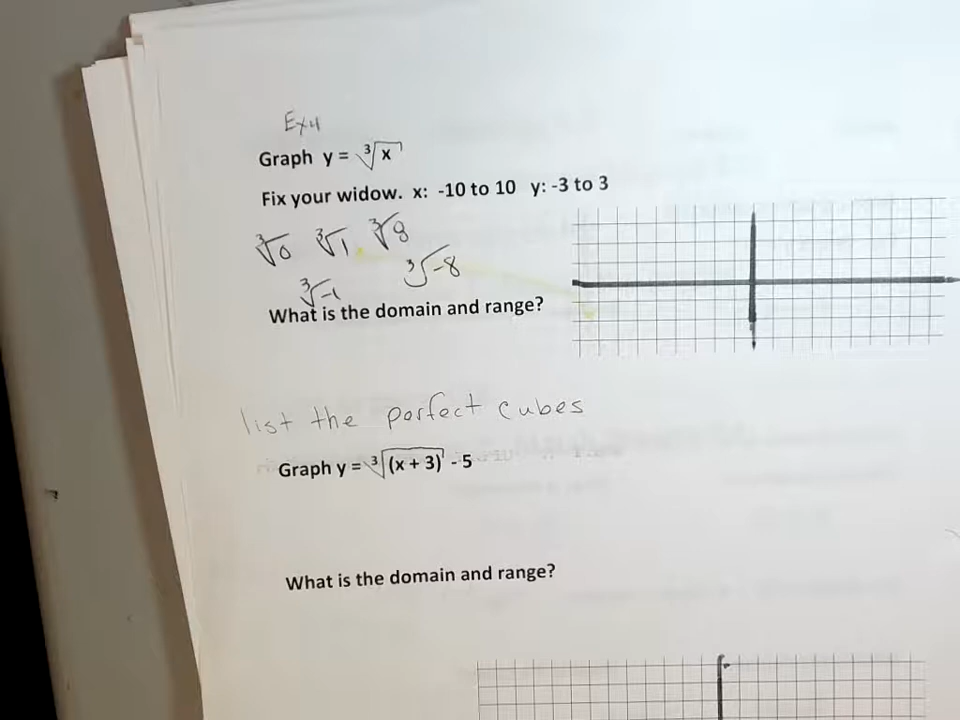 Ex4
Graph y = ∛x
Fix your widow. x: -10 to 10 y: -3 to 3
∛0 ∛1 ∛8
∛-1 ∛-8
What is the domain and range?
list the perfect cubes
Graph y = ∛(x + 3) - 5
What is the domain and range?